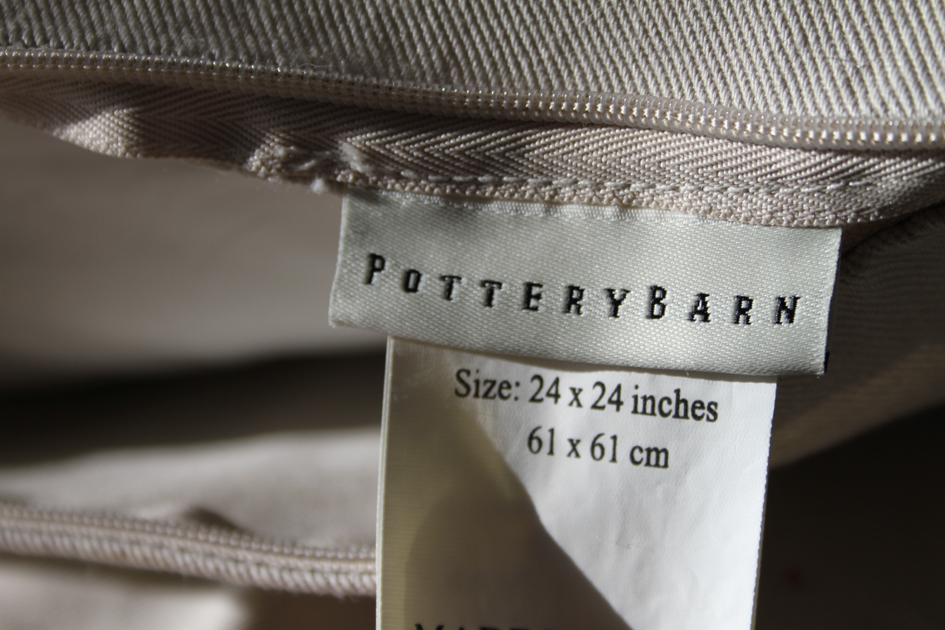 POTTERYBARN
Size: 24 x 24 inches
61 x 61 cm